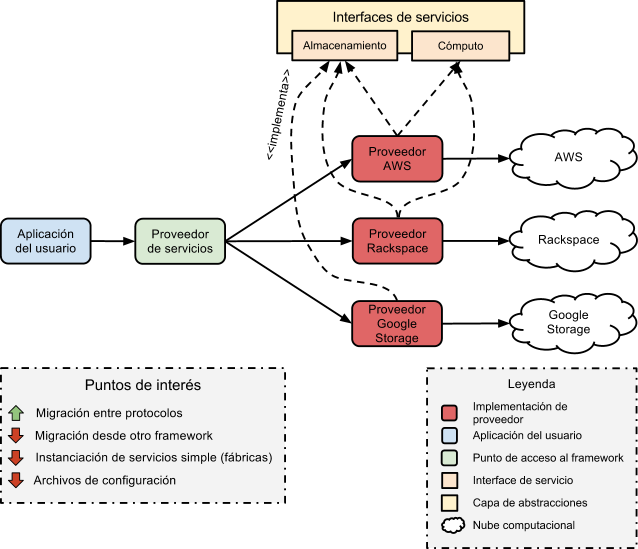 Interfaces de servicios
Almacenamiento
Cómputo
<<implementa>>
Proveedor
AWS
AWS
Aplicación
del usuario
Proveedor
de servicios
Proveedor
Rackspace
Rackspace
Proveedor
Google
Storage
Google
Storage
Puntos de interés
Migración entre protocolos
Migración desde otro framework
Instanciación de servicios simple (fábricas)
Archivos de configuración
Leyenda
Implementación de
proveedor
Aplicación del usuario
Punto de acceso al framework
Interface de servicio
Capa de abstracciones
Nube computacional